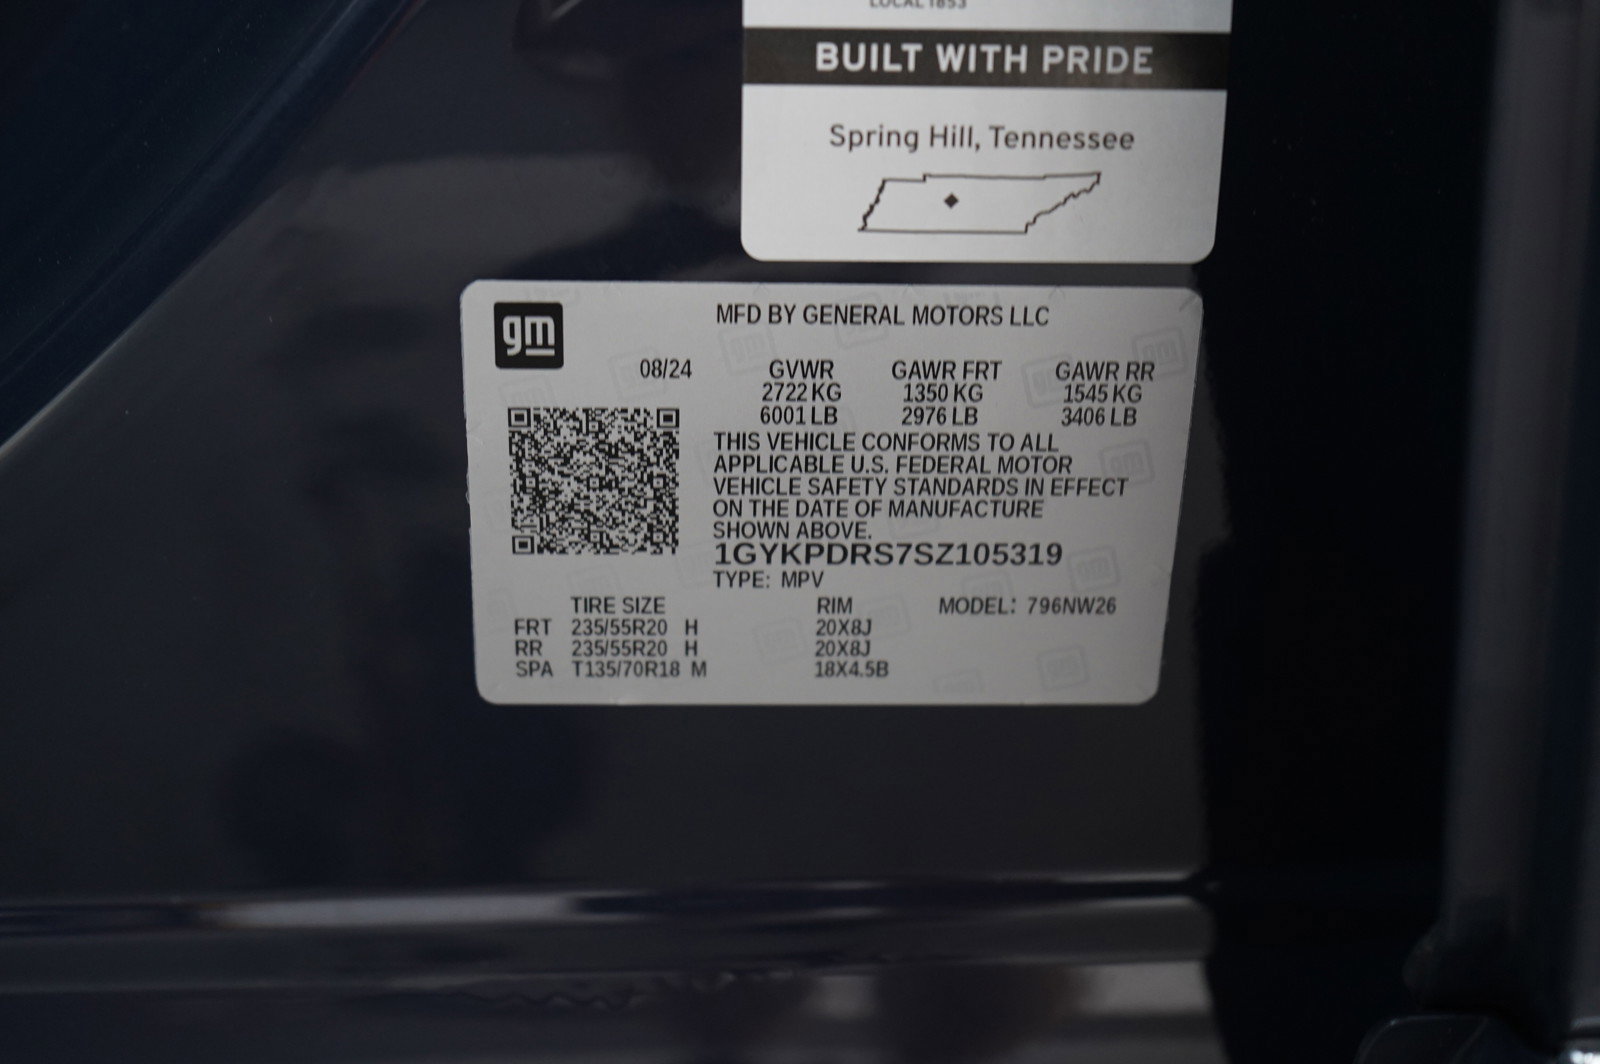 LOCAL 1853
BUILT WITH PRIDE
Spring Hill, Tennessee
gm
MFD BY GENERAL MOTORS LLC
08/24 GVWR GAWR FRT GAWR RR
2722 KG 1350 KG 1545 KG
6001 LB 2976 LB 3406 LB
THIS VEHICLE CONFORMS TO ALL
APPLICABLE U.S. FEDERAL MOTOR
VEHICLE SAFETY STANDARDS IN EFFECT
ON THE DATE OF MANUFACTURE
SHOWN ABOVE.
1GYKPDRS7SZ105319
TYPE: MPV
TIRE SIZE RIM MODEL: 796NW26
FRT 235/55R20 H 20X8J
RR 235/55R20 H 20X8J
SPA T135/70R18 M 18X4.5B